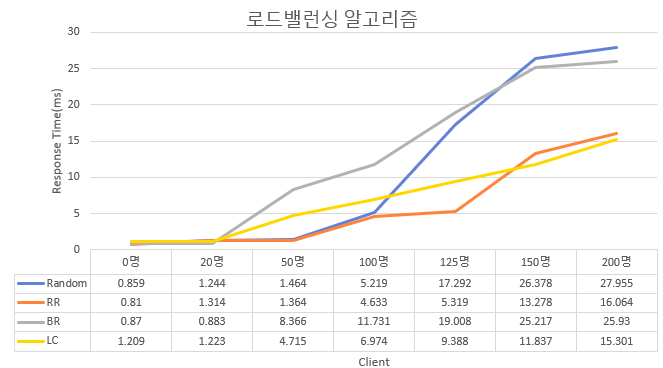 로드밸런싱 알고리즘
30
25
20
15
10
5
0
Response Time(ms)
0명 20명 50명 100명 125명 150명 200명
Random 0.859 1.244 1.464 5.219 17.292 26.378 27.955
RR 0.81 1.314 1.364 4.633 5.319 13.278 16.064
BR 0.87 0.883 8.366 11.731 19.008 25.217 25.93
LC 1.209 1.223 4.715 6.974 9.388 11.837 15.301
Client